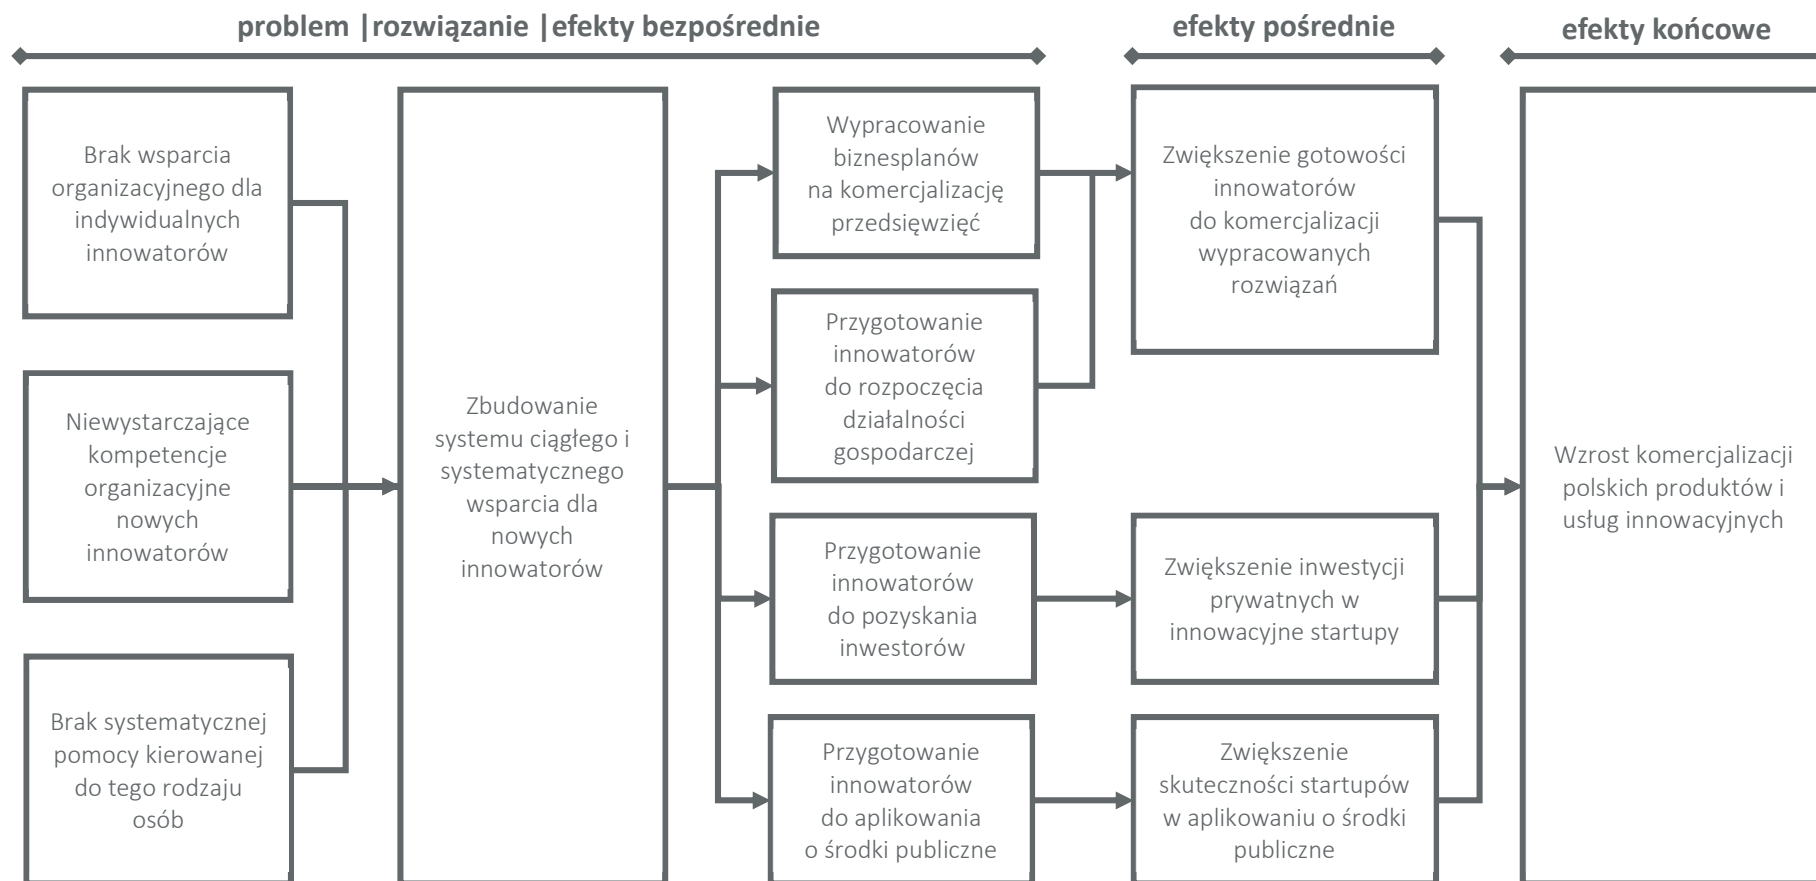 problem |rozwiązanie |efekty bezpośrednie
efekty pośrednie
efekty końcowe
Brak wsparcia
organizacyjnego dla
indywidualnych
innowatorów
Niewystarczające
kompetencje
organizacyjne
nowych
innowatorów
Brak systematycznej
pomocy kierowanej
do tego rodzaju
osób
Zbudowanie
systemu ciągłego i
systematycznego
wsparcia dla
nowych
innowatorów
Wypracowanie
biznesplanów
na komercjalizację
przedsięwzięć
Przygotowanie
innowatorów
do rozpoczęcia
działalności
gospodarczej
Przygotowanie
innowatorów
do pozyskania
inwestorów
Przygotowanie
innowatorów
do aplikowania
o środki publiczne
Zwiększenie gotowości
innowatorów
do komercjalizacji
wypracowanych
rozwiązań
Zwiększenie inwestycji
prywatnych w
innowacyjne startupy
Zwiększenie
skuteczności startupów
w aplikowaniu o środki
publiczne
Wzrost komercjalizacji
polskich produktów i
usług innowacyjnych